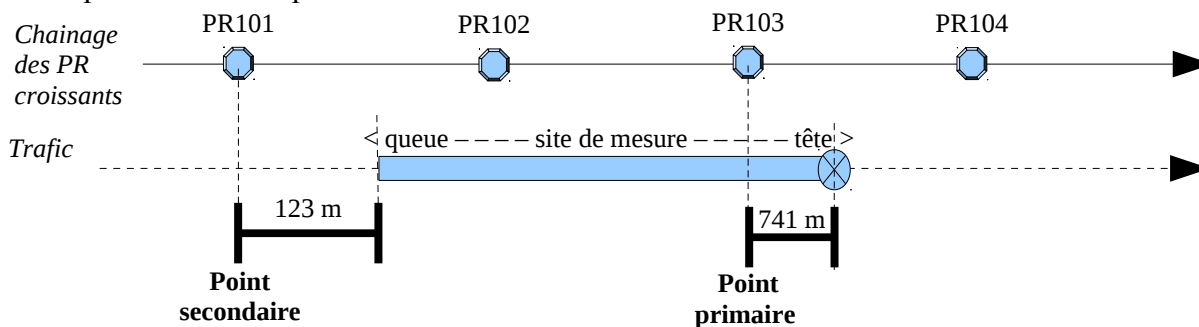 Chainage
des PR
croissants
PR101
PR102
PR103
PR104
Trafic
< queue – – – – site de mesure – – – – – tête >
123 m
741 m
Point
secondaire
Point
primaire